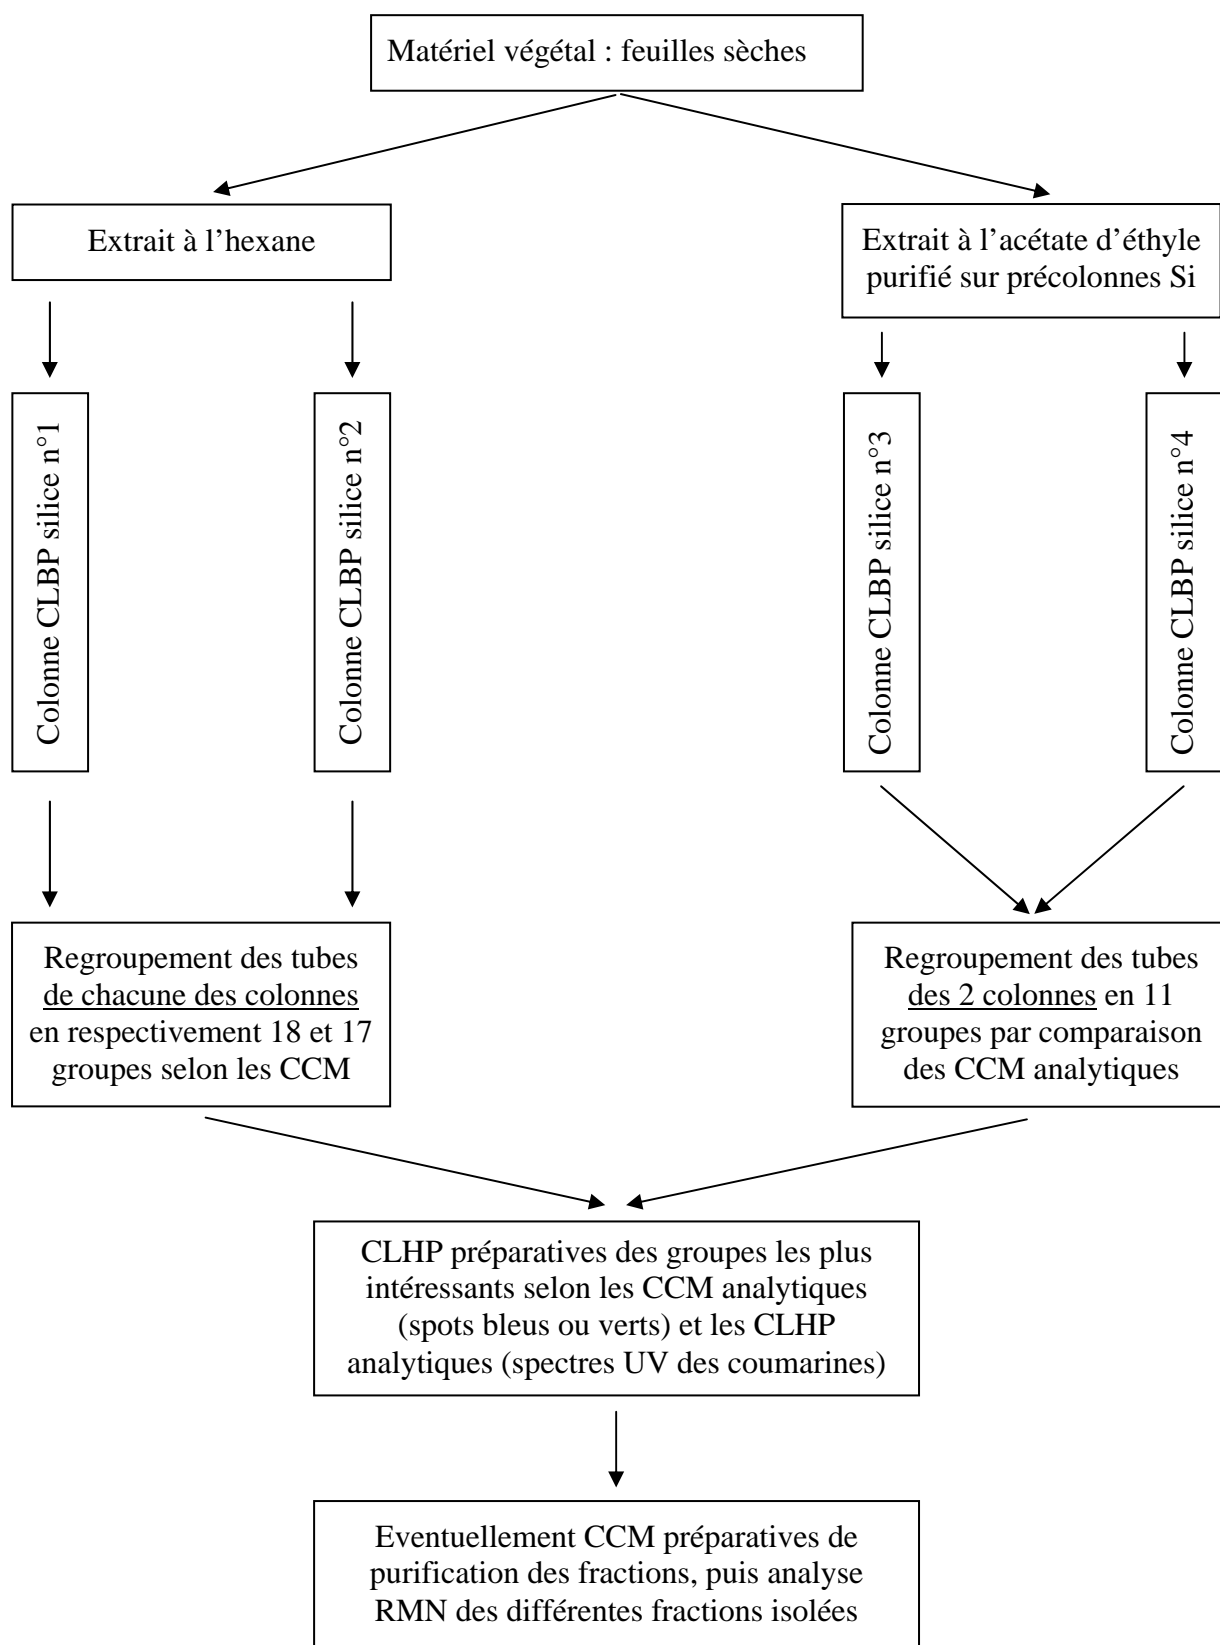 Matériel végétal : feuilles sèches
Extrait à l’hexane
Extrait à l’acétate d’éthyle
purifié sur précolonnes Si
Colonne CLBP silice n°1
Colonne CLBP silice n°2
Colonne CLBP silice n°3
Colonne CLBP silice n°4
Regroupement des tubes
de chacune des colonnes
en respectivement 18 et 17
groupes selon les CCM
Regroupement des tubes
des 2 colonnes en 11
groupes par comparaison
des CCM analytiques
CLHP préparatives des groupes les plus
intéressants selon les CCM analytiques
(spots bleus ou verts) et les CLHP
analytiques (spectres UV des coumarines)
Eventuellement CCM préparatives de
purification des fractions, puis analyse
RMN des différentes fractions isolées